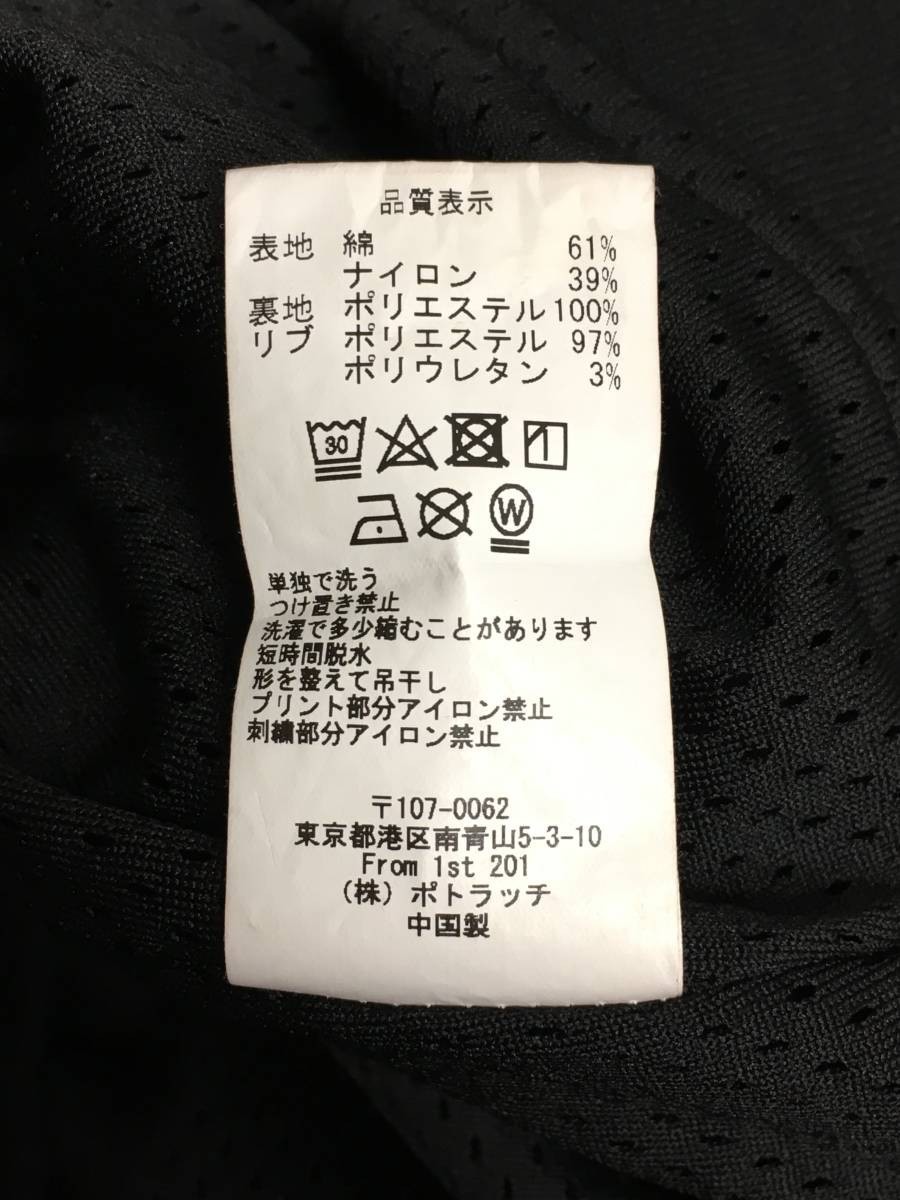 品質表示
表地 綿 61%
ナイロン 39%
裏地 ポリエステル 100%
リブ ポリエステル 97%
ポリウレタン 3%
30
1
W
単独で洗う
つけ置き禁止
洗濯で多少縮むことがあります
短時間脱水
形を整えて吊干し
プリント部分アイロン禁止
刺繍部分アイロン禁止
〒107-0062
東京都港区南青山5-3-10
From 1st 201
(株) ポトラッチ
中国製